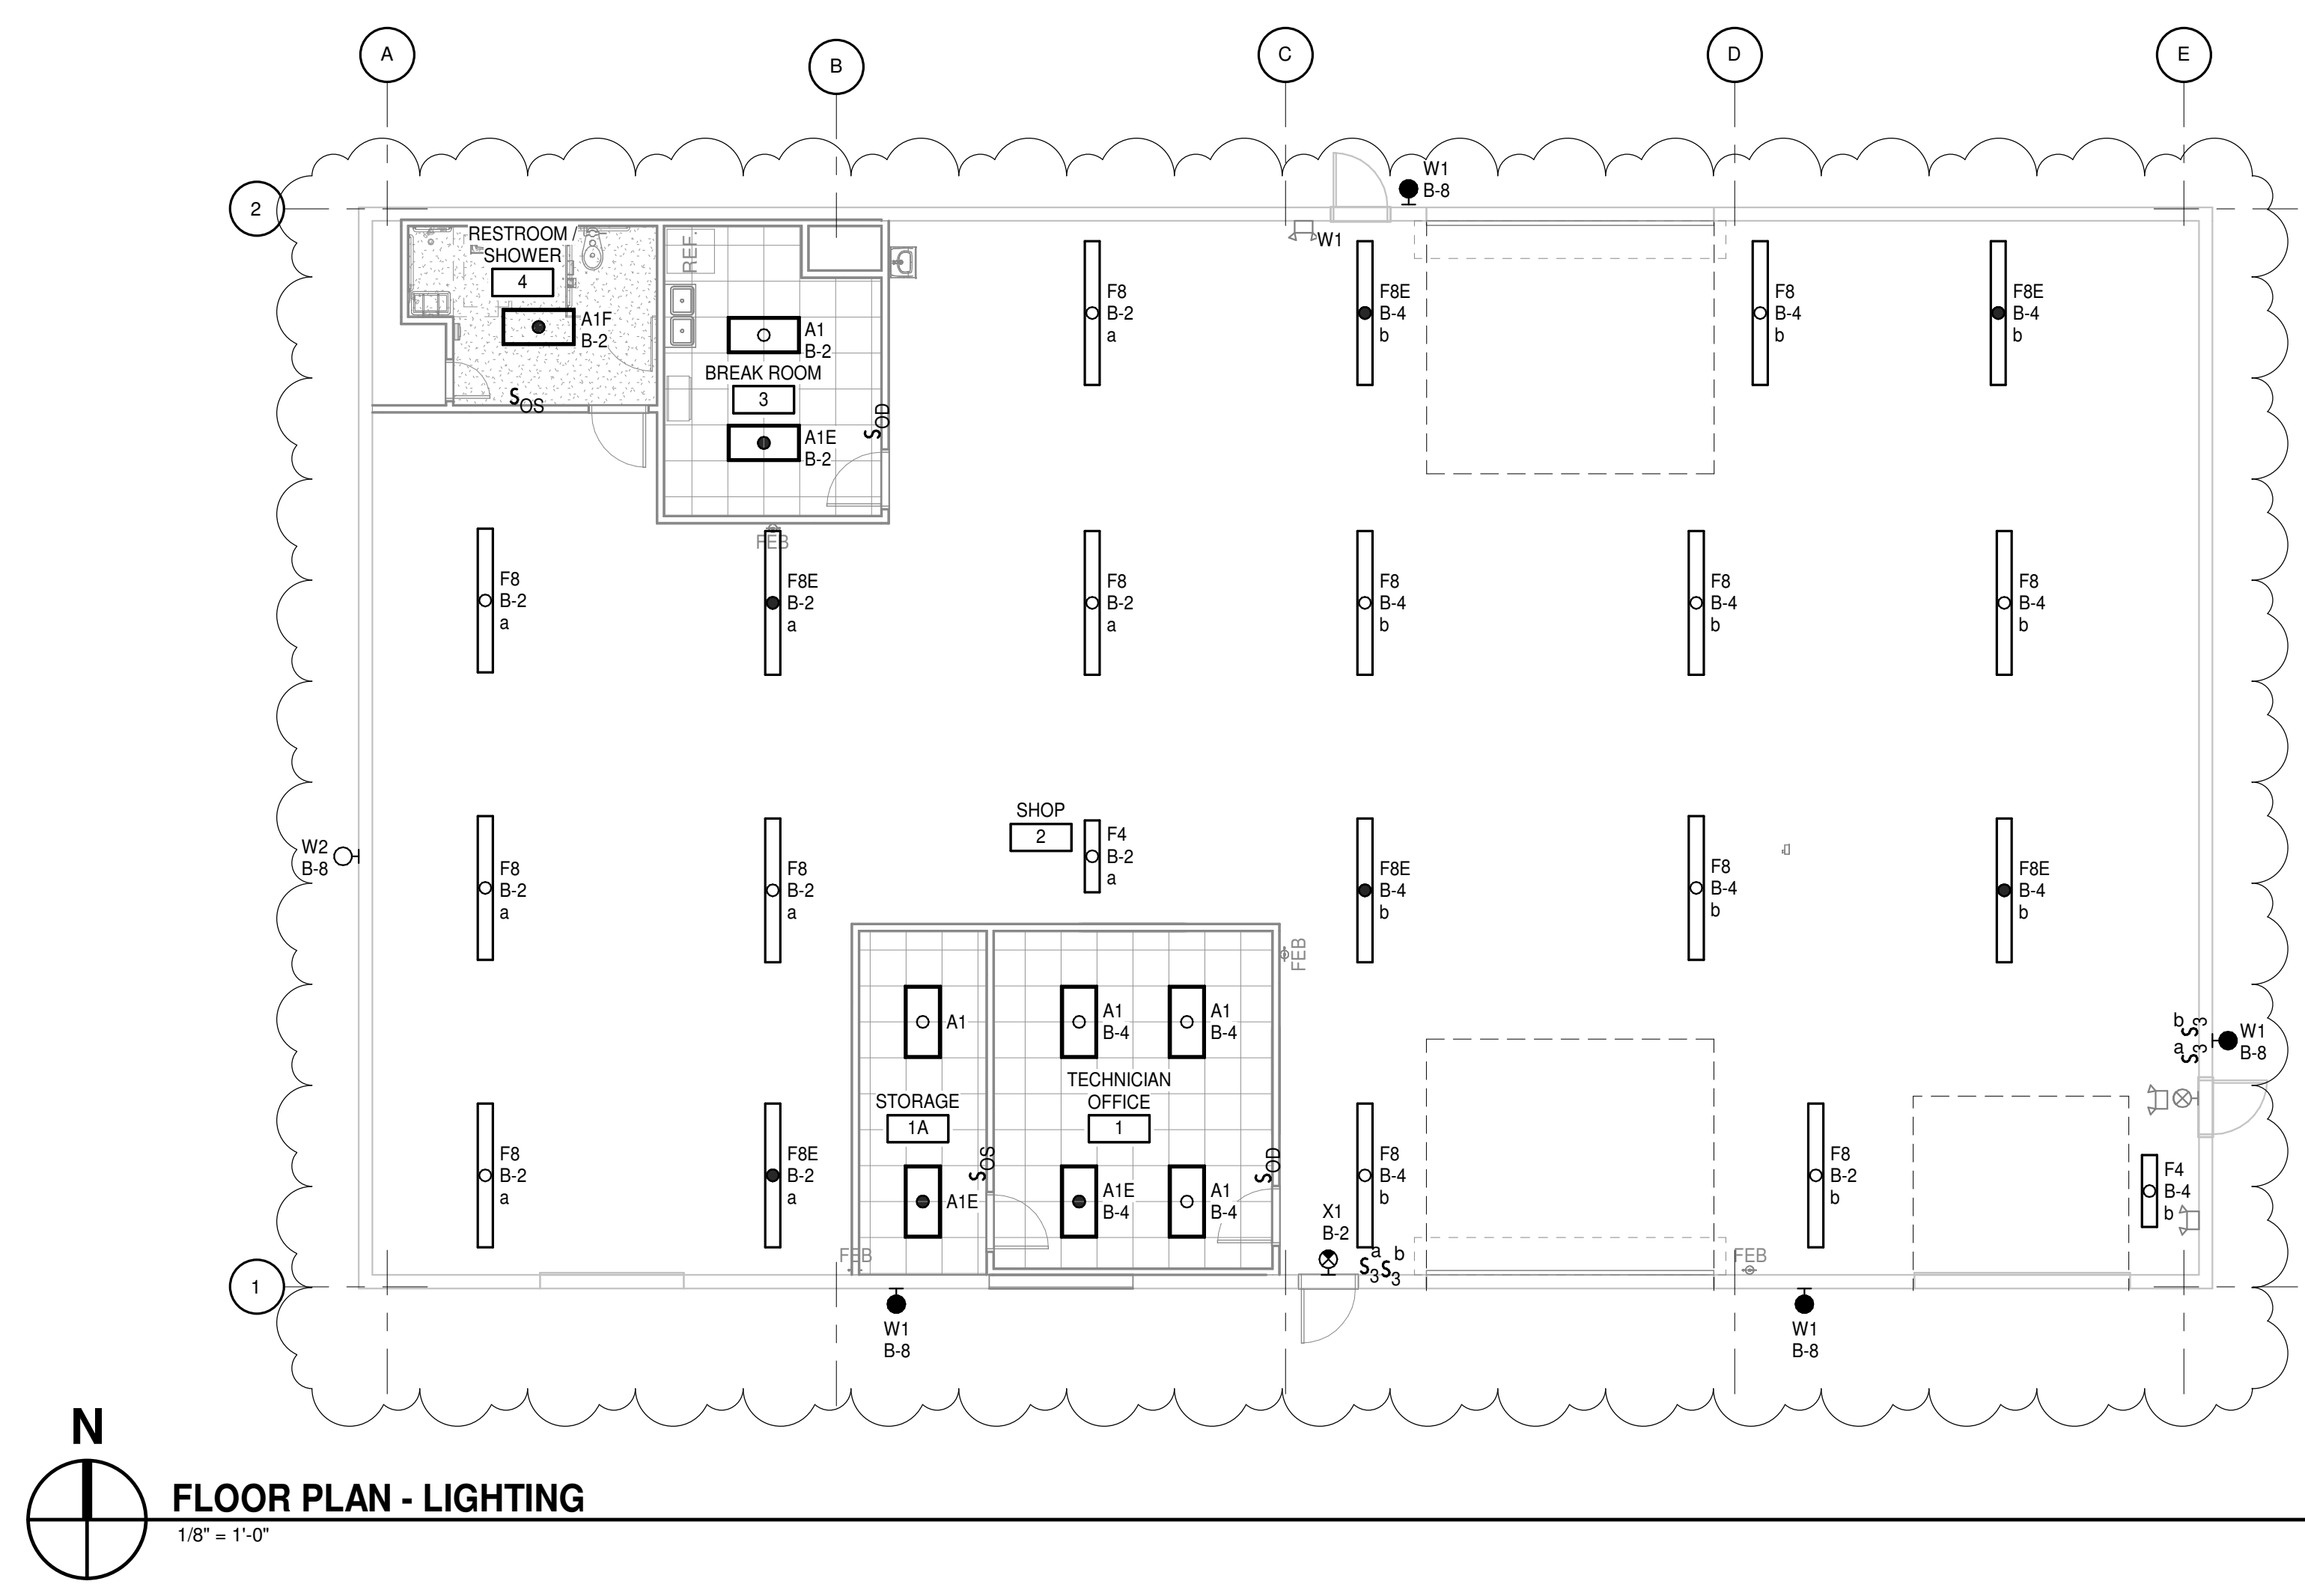 A
B
C
D
E
2
W1
B-8
W1
RESTROOM /
SHOWER
4
A1F
B-2
SOS
REF.
A1
B-2
BREAK ROOM
3
A1E
B-2
SOD
FEB
F8
B-2
a
F8E
B-4
b
F8
B-4
b
F8E
B-4
b
F8
B-2
a
F8E
B-2
a
F8
B-2
a
F8
B-4
b
F8
B-4
b
F8
B-4
b
W2
B-8
F8
B-2
a
F8
B-2
a
SHOP
2
F4
B-2
a
F8E
B-4
b
F8
B-4
b
F8E
B-4
b
FEB
A1
A1
B-4
A1
B-4
b S3
a S3
W1
B-8
STORAGE
1A
TECHNICIAN
OFFICE
1
SOS
SOD
F8
B-2
a
F8E
B-2
a
A1E
A1E
B-4
A1
B-4
F8
B-4
b
F8
B-2
b
F4
B-4
b
X1
B-2
a b
S3S3
FEB
FEB
1
W1
B-8
W1
B-8
N
FLOOR PLAN - LIGHTING
1/8" = 1'-0"